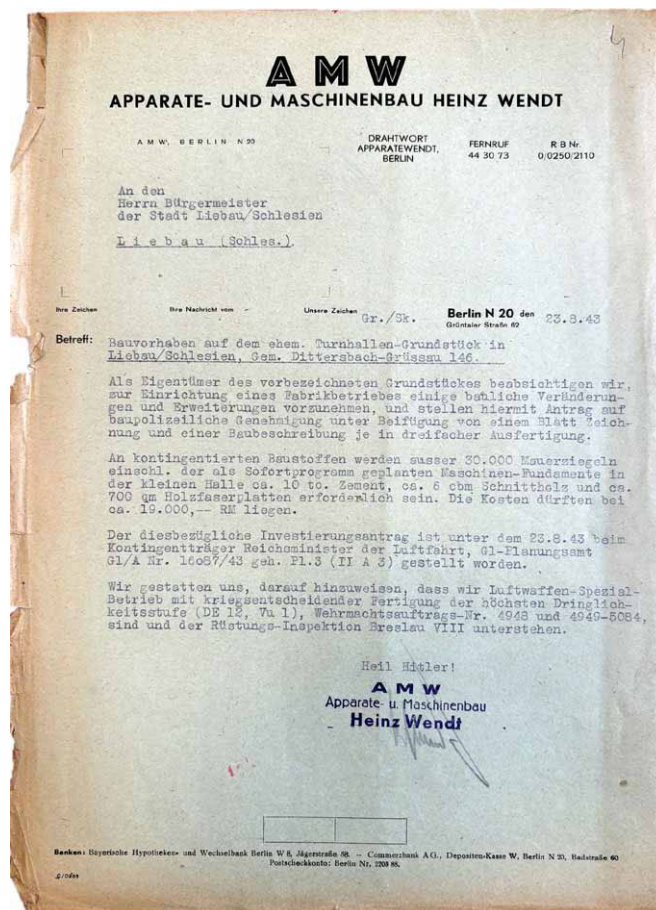 4
AMW
APPARATE- UND MASCHINENBAU HEINZ WENDT
AMW, BERLIN N 20
DRAHTWORT
APPARATEWENDT,
BERLIN
FERNRUF
44 30 73
R B Nr.
0/0250/2110
An den
Herrn Bürgermeister
der Stadt Liebau/Schlesien
Liebau (Schles.)
Ihre Zeichen Ihre Nachricht vom Unsere Zeichen Gr./Sk. Berlin N 20 den 23.8.43
Grüntaler Straße 62
Betreff: Bauvorhaben auf dem ehem. Turnhallen-Grundstück in
Liebau/Schlesien, Gem. Dittersbach-Grüssau 146.
Als Eigentümer des vorbezeichneten Grundstückes beabsichtigen wir,
zur Einrichtung eines Fabrikbetriebes einige bauliche Veränderun-
gen und Erweiterungen vorzunehmen, und stellen hiermit Antrag auf
baupolizeiliche Genehmigung unter Beifügung von einem Blatt Zeich-
nung und einer Baubeschreibung je in dreifacher Ausfertigung.
An kontingentierten Baustoffen werden ausser 30.000 Mauerziegeln
einschl. der als Sofortprogramm geplanten Maschinen-Fundamente in
der kleinen Halle ca. 10 to. Zement, ca. 6 cbm Schnittholz und ca.
700 qm Holzfaserplatten erforderlich sein. Die Kosten dürften bei
ca. 19.000,-- RM liegen.
Der diesbezügliche Investierungsantrag ist unter dem 23.8.43 beim
Kontingentträger Reichsminister der Luftfahrt, Gl-Planungsamt
Gl/A Nr. 16087/43 geh. Pl.3 (II A 3) gestellt worden.
Wir gestatten uns, darauf hinzuweisen, dass wir Luftwaffen-Spezial-
Betrieb mit kriegsentscheidender Fertigung der höchsten Dringlich-
keitsstufe (DE 12, Vu 1), Wehrmachtsauftrags-Nr. 4948 und 4949-5084,
sind und der Rüstungs-Inspektion Breslau VIII unterstehen.
Heil Hitler!
AMW
Apparate- u. Maschinenbau
Heinz Wendt
Banken: Bayerische Hypotheken- und Wechselbank Berlin W 8, Jägerstraße 58. – Commerzbank A G., Depositen-Kasse W, Berlin N 20, Badstraße 60
Postscheckkonto: Berlin Nr. 2203 88.